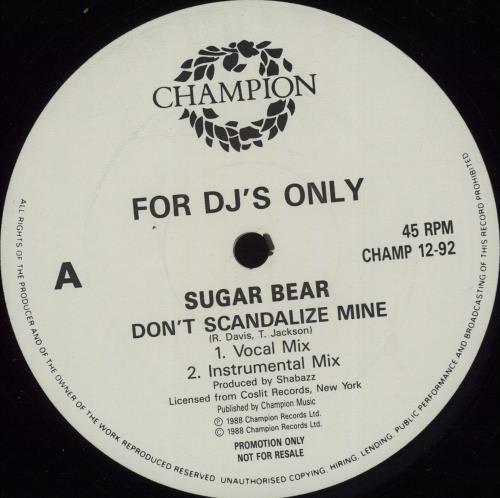 CHAMPION
FOR DJ'S ONLY
A
45 RPM
CHAMP 12-92
SUGAR BEAR
DON'T SCANDALIZE MINE
(R. Davis, T. Jackson)
1. Vocal Mix
2. Instrumental Mix
Produced by Shabazz
Licensed from Coslit Records, New York
Published by Champion Music
Ⓟ 1988 Champion Records Ltd.
© 1988 Champion Records Ltd.
PROMOTION ONLY
NOT FOR RESALE
ALL RIGHTS OF THE PRODUCER AND OF THE OWNER OF THE WORK REPRODUCED RESERVED. UNAUTHORISED COPYING. HIRING. LENDING. PUBLIC PERFORMANCE AND BROADCASTING OF THIS RECORD PROHIBITED